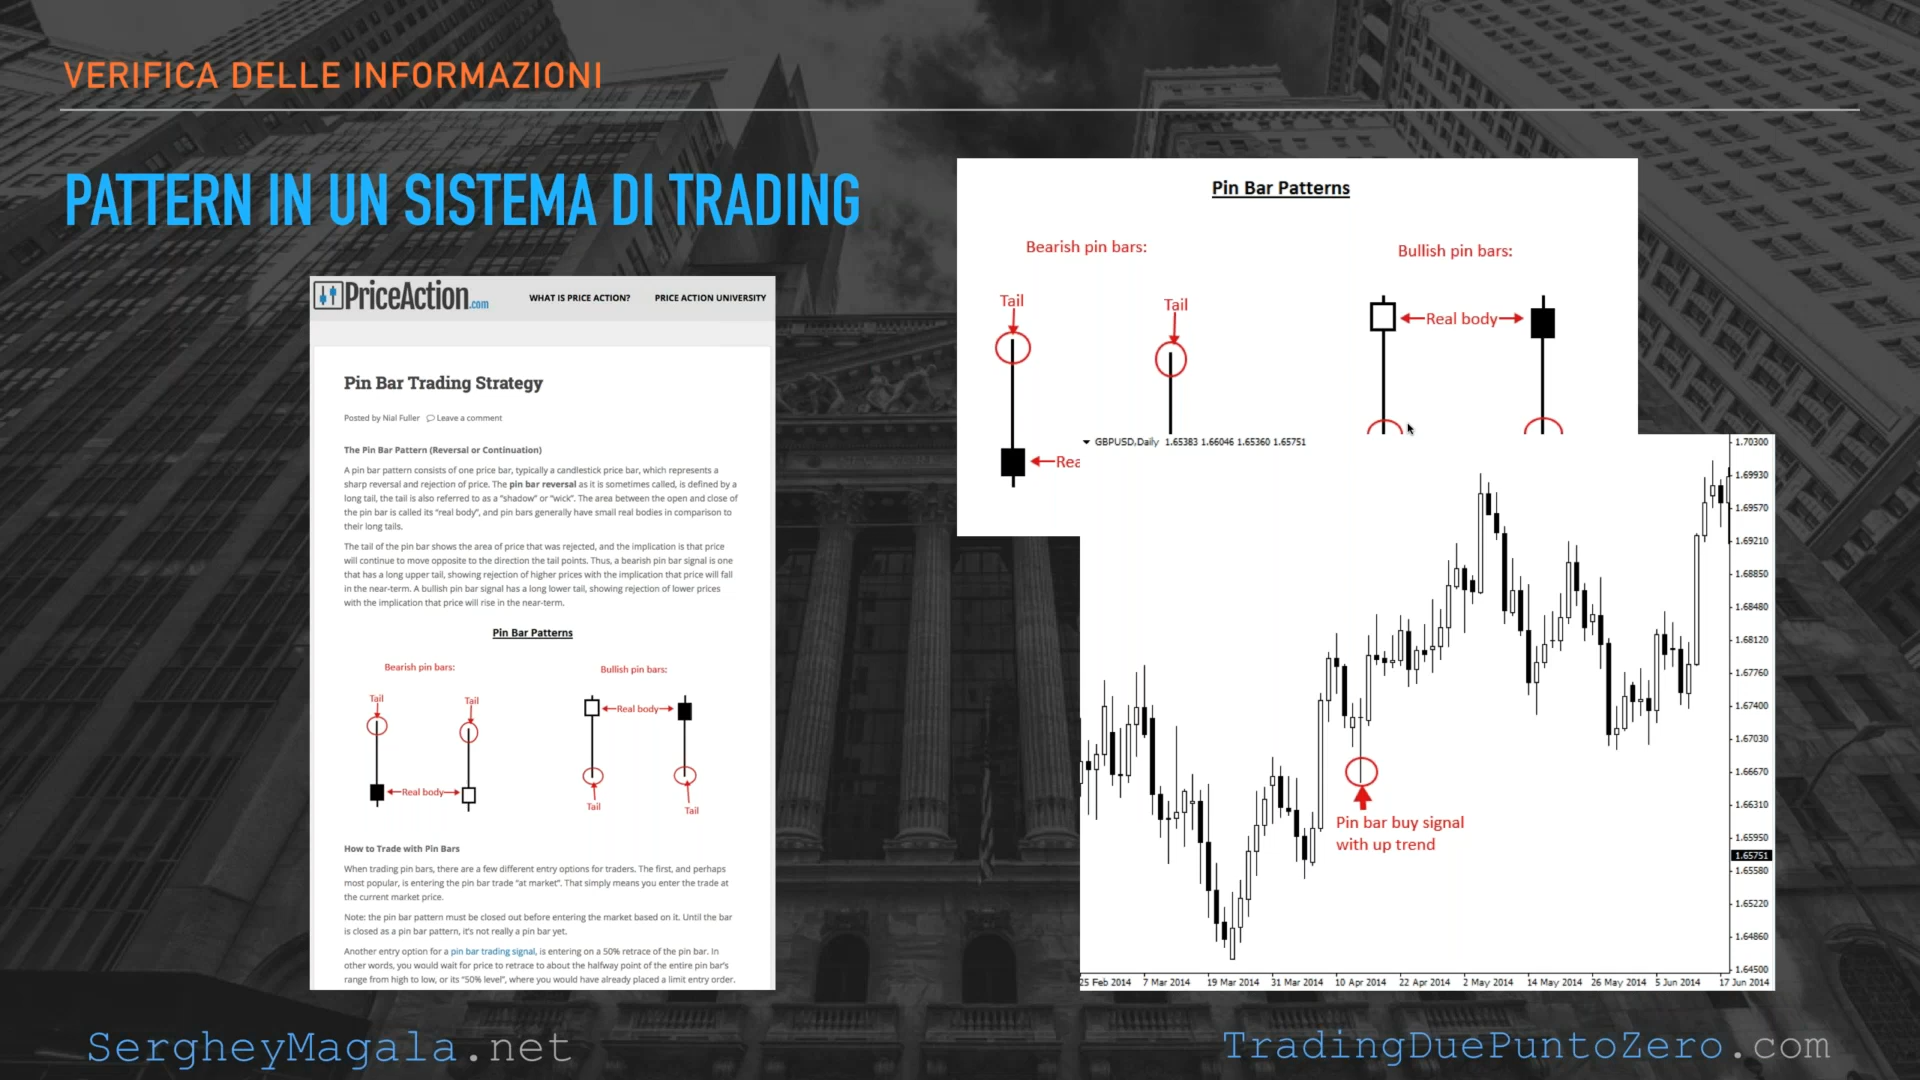 VERIFICA DELLE INFORMAZIONI
PATTERN IN UN SISTEMA DI TRADING
PriceAction.com
WHAT IS PRICE ACTION?
PRICE ACTION UNIVERSITY
Pin Bar Trading Strategy
Posted by Nial Fuller
Leave a comment
The Pin Bar Pattern (Reversal or Continuation)
A pin bar pattern consists of one price bar, typically a candlestick price bar, which represents a
sharp reversal and rejection of price. The pin bar reversal as it is sometimes called, is defined by a
long tail, the tail is also referred to as a "shadow" or "wick". The area between the open and close of
the pin bar is called its "real body", and pin bars generally have small real bodies in comparison to
their long tails.
The tail of the pin bar shows the area of price that was rejected, and the implication is that price
will continue to move opposite to the direction the tail points. Thus, a bearish pin bar signal is one
that has a long upper tail, showing rejection of higher prices with the implication that price will fall
in the near-term. A bullish pin bar signal has a long lower tail, showing rejection of lower prices
with the implication that price will rise in the near-term.
Pin Bar Patterns
Bearish pin bars:
Bullish pin bars:
Tail
Tail
Real body
Real body
Tail
Tail
How to Trade with Pin Bars
When trading pin bars, there are a few different entry options for traders. The first, and perhaps
most popular, is entering the pin bar trade "at market". That simply means you enter the trade at
the current market price.
Note: the pin bar pattern must be closed out before entering the market based on it. Until the bar
is closed as a pin bar pattern, it's not really a pin bar yet.
Another entry option for a pin bar trading signal, is entering on a 50% retrace of the pin bar. In
other words, you would wait for price to retrace to about the halfway point of the entire pin bar's
range from high to low, or its "50% level", where you would have already placed a limit entry order.
Pin Bar Patterns
Bearish pin bars:
Bullish pin bars:
Tail
Tail
Real body
Rea
GBPUSD,Daily 1.65383 1.66046 1.65360 1.65751
1.70300
1.69930
1.69570
1.69210
1.68850
1.68480
1.68120
1.67760
1.67400
1.67030
1.66670
1.66310
1.65950
1.65751
1.65580
1.65220
1.64860
1.64500
Pin bar buy signal
with up trend
25 Feb 2014 7 Mar 2014 19 Mar 2014 31 Mar 2014 10 Apr 2014 22 Apr 2014 2 May 2014 14 May 2014 26 May 2014 5 Jun 2014 17 Jun 2014
SergheyMagala.net
TradingDuePuntoZero.com